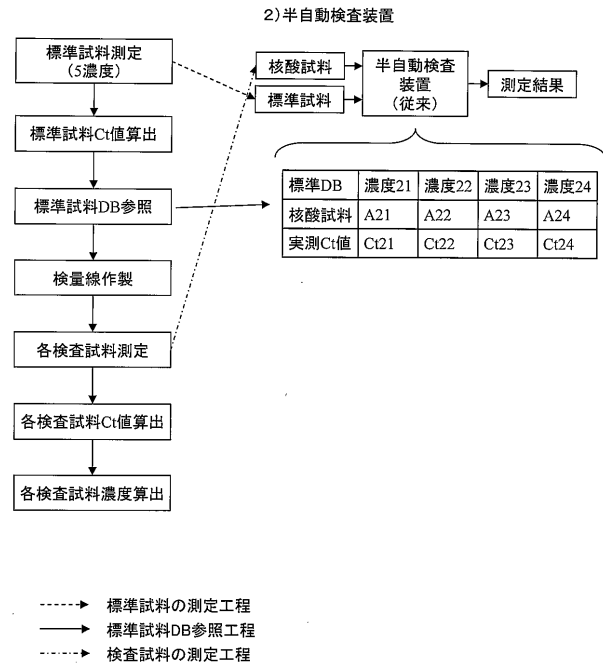 2)半自動検査装置
標準試料測定
(5濃度)
標準試料Ct値算出
標準試料DB参照
検量線作製
各検査試料測定
各検査試料Ct値算出
各検査試料濃度算出
核酸試料
標準試料
半自動検査
装置
(従来)
測定結果
標準DB 濃度21 濃度22 濃度23 濃度24
核酸試料 A21 A22 A23 A24
実測Ct値 Ct21 Ct22 Ct23 Ct24
標準試料の測定工程
標準試料DB参照工程
検査試料の測定工程